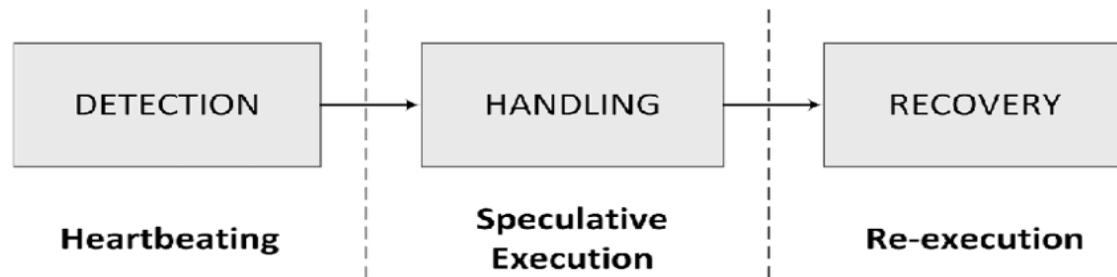 DETECTION
HANDLING
RECOVERY
Heartbeating
Speculative
Execution
Re-execution